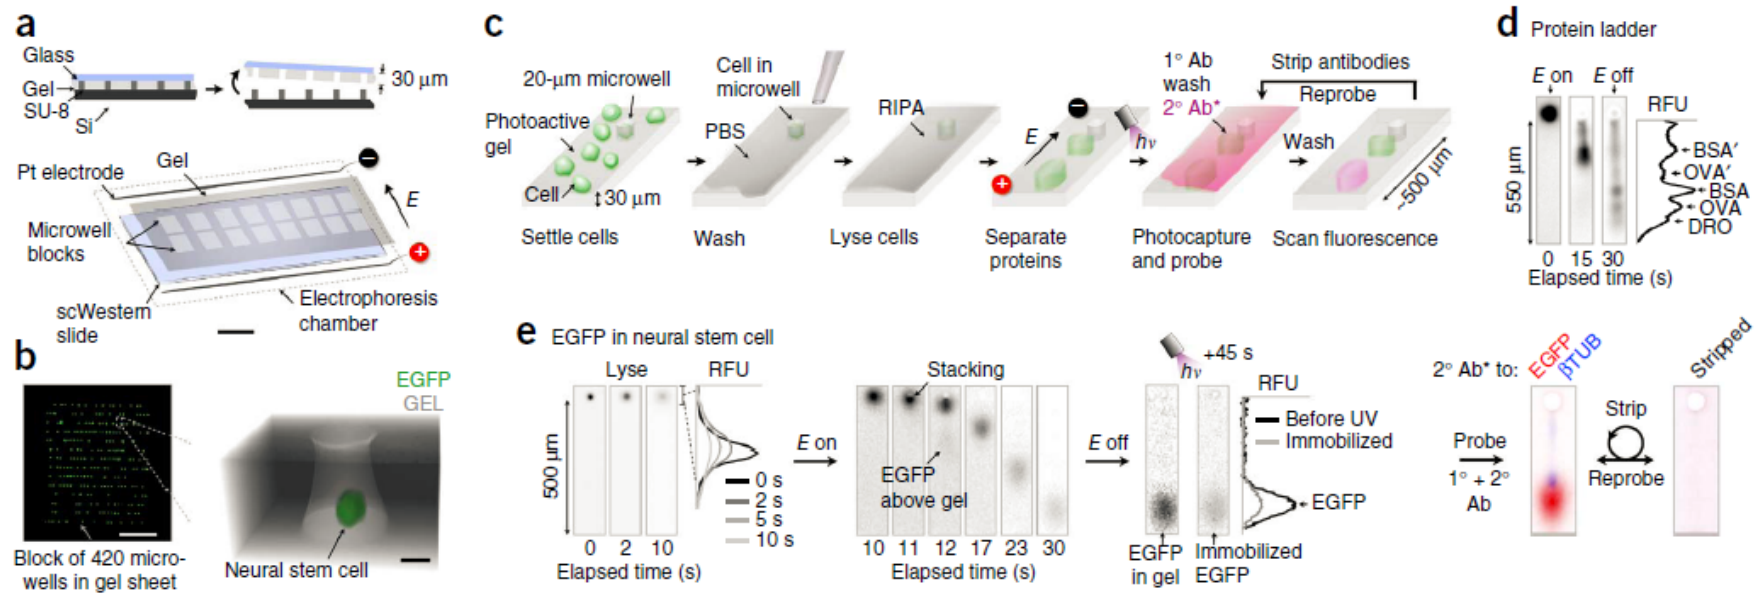 a
Glass
Gel
SU-8
Si
30 μm
Gel
Pt electrode
−
E
Microwell
blocks
+
scWestern
slide
Electrophoresis
chamber
b
EGFP
GEL
Block of 420 micro-
wells in gel sheet
Neural stem cell
c
20-μm microwell
Photoactive
gel
Cell
30 μm
Settle cells
Cell in
microwell
PBS
Wash
RIPA
Lyse cells
−
E
+
hν
Separate
proteins
1° Ab
wash
2° Ab*
Photocapture
and probe
Strip antibodies
Reprobe
Wash
~500 μm
Scan fluorescence
d Protein ladder
E on E off
RFU
550 μm
BSA′
OVA′
BSA
OVA
DRO
0 15 30
Elapsed time (s)
e EGFP in neural stem cell
Lyse RFU
500 μm
0 s
2 s
5 s
10 s
0 2 10
Elapsed time (s)
E on
Stacking
EGFP
above gel
10 11 12 17 23 30
Elapsed time (s)
E off
hν
+45 s
RFU
Before UV
Immobilized
EGFP
EGFP
in gel
Immobilized
EGFP
Probe
1° + 2°
Ab
2° Ab* to:
EGFP
βTUB
Strip
Reprobe
Stripped